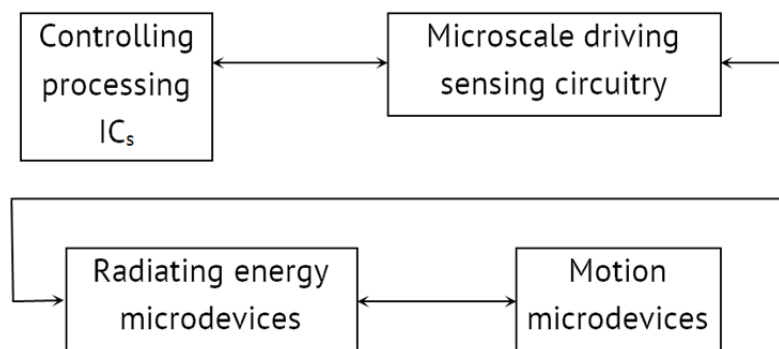 Controlling
processing
ICs
Microscale driving
sensing circuitry
Radiating energy
microdevices
Motion
microdevices